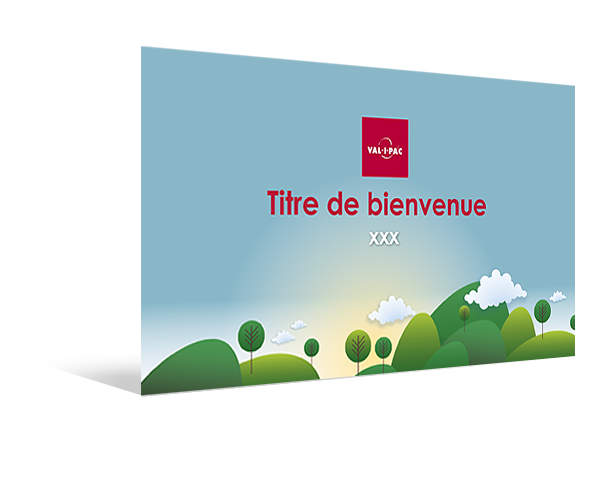 VAL·I·PAC
Titre de bienvenue
XXX